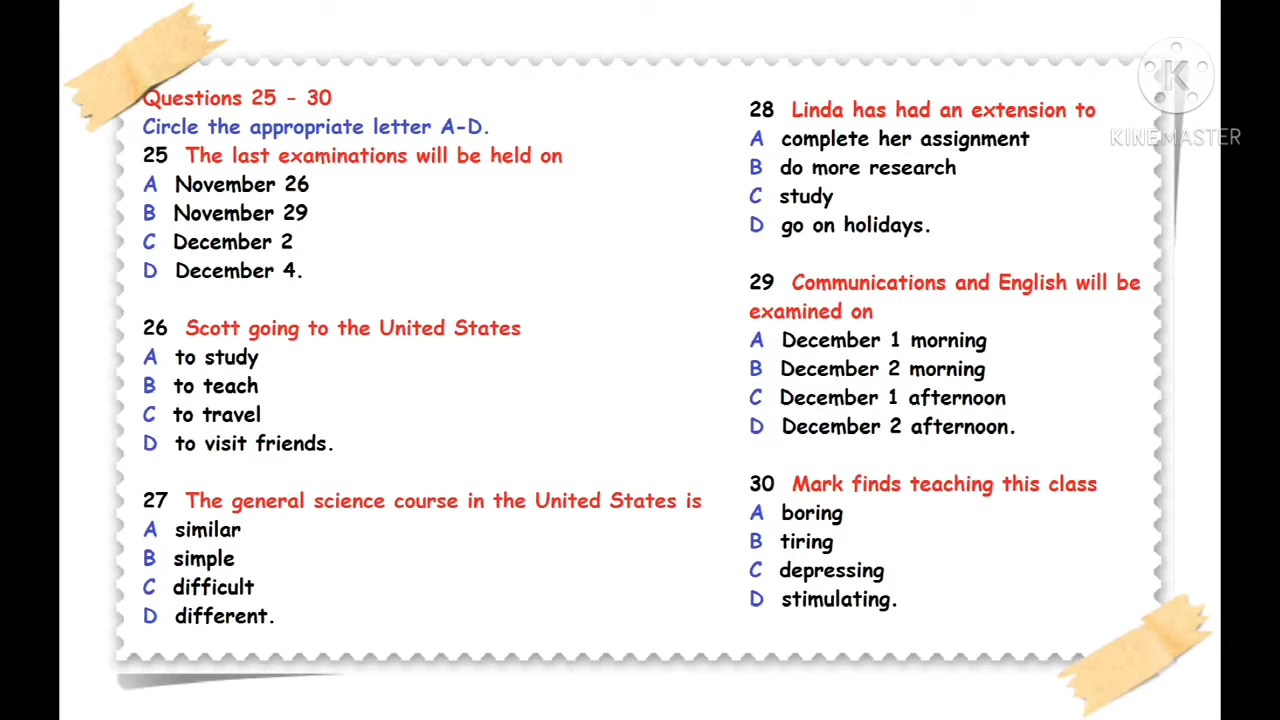 Questions 25 - 30
Circle the appropriate letter A-D.
25 The last examinations will be held on
A November 26
B November 29
C December 2
D December 4.
26 Scott going to the United States
A to study
B to teach
C to travel
D to visit friends.
27 The general science course in the United States is
A similar
B simple
C difficult
D different.
28 Linda has had an extension to
A complete her assignment
B do more research
C study
D go on holidays.
29 Communications and English will be
examined on
A December 1 morning
B December 2 morning
C December 1 afternoon
D December 2 afternoon.
30 Mark finds teaching this class
A boring
B tiring
C depressing
D stimulating.
K
KINEMASTER